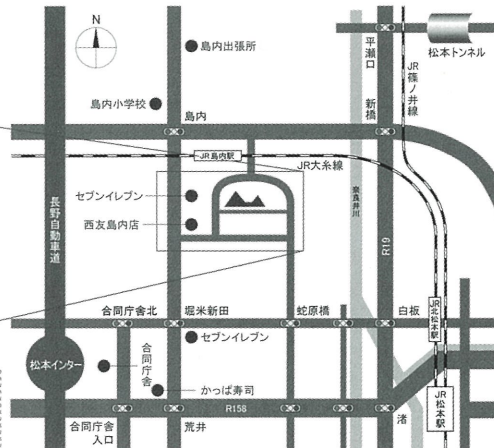 N
島内出張所
平瀬口
松本トンネル
JR篠ノ井線
島内小学校
島内
新橋
JR島内駅
JR大糸線
セブンイレブン
西友島内店
奈良井川
長野自動車道
R19
合同庁舎北
堀米新田
蛇原橋
白板
JR北松本駅
セブンイレブン
松本インター
合同庁舎
かっぱ寿司
R158
JR松本駅
合同庁舎入口
荒井
渚